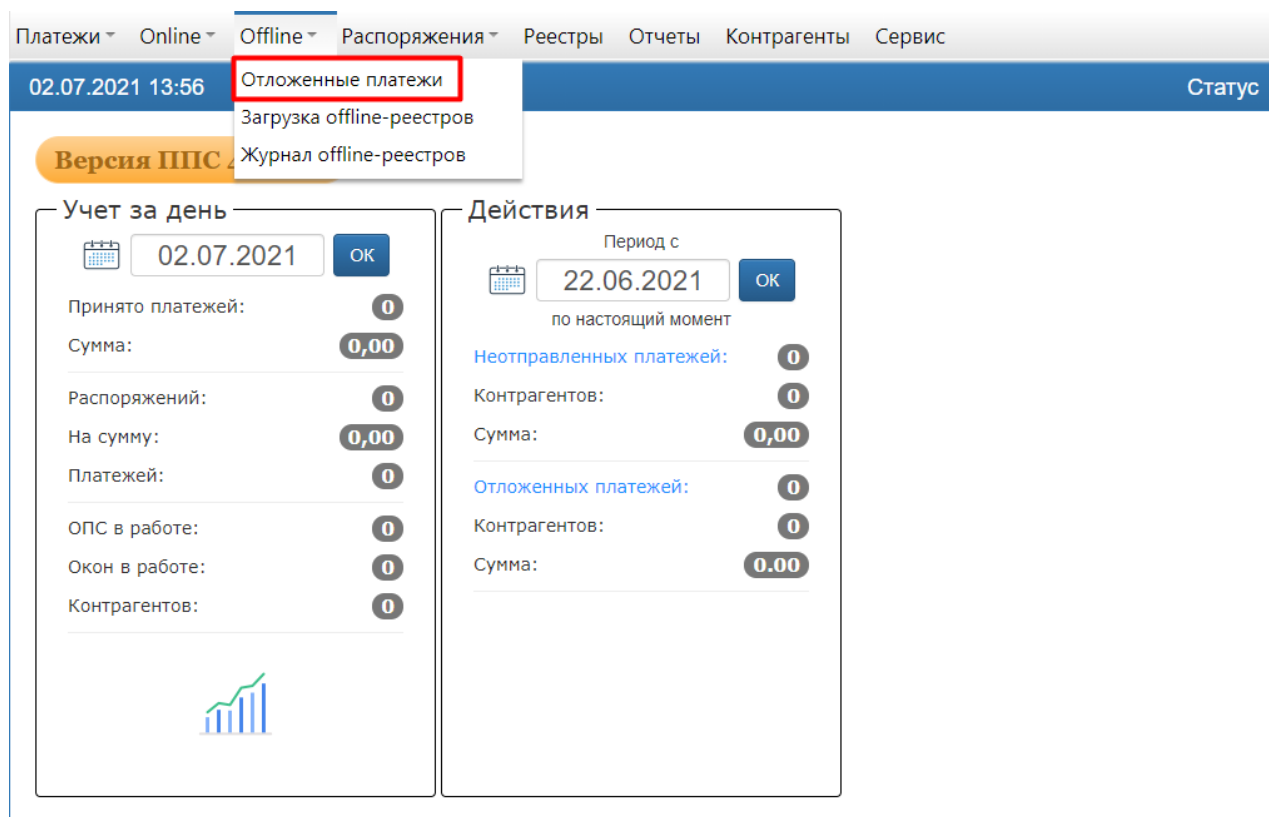 Платежи Online Offline Распоряжения Реестры Отчеты Контрагенты Сервис
02.07.2021 13:56 Статус
Отложенные платежи
Загрузка offline-реестров
Журнал offline-реестров
Версия ППС
Учет за день
02.07.2021 ОК
Принято платежей: 0
Сумма: 0,00
Распоряжений: 0
На сумму: 0,00
Платежей: 0
ОПС в работе: 0
Окон в работе: 0
Контрагентов: 0
Действия
Период с
22.06.2021 ОК
по настоящий момент
Неотправленных платежей: 0
Контрагентов: 0
Сумма: 0,00
Отложенных платежей: 0
Контрагентов: 0
Сумма: 0.00